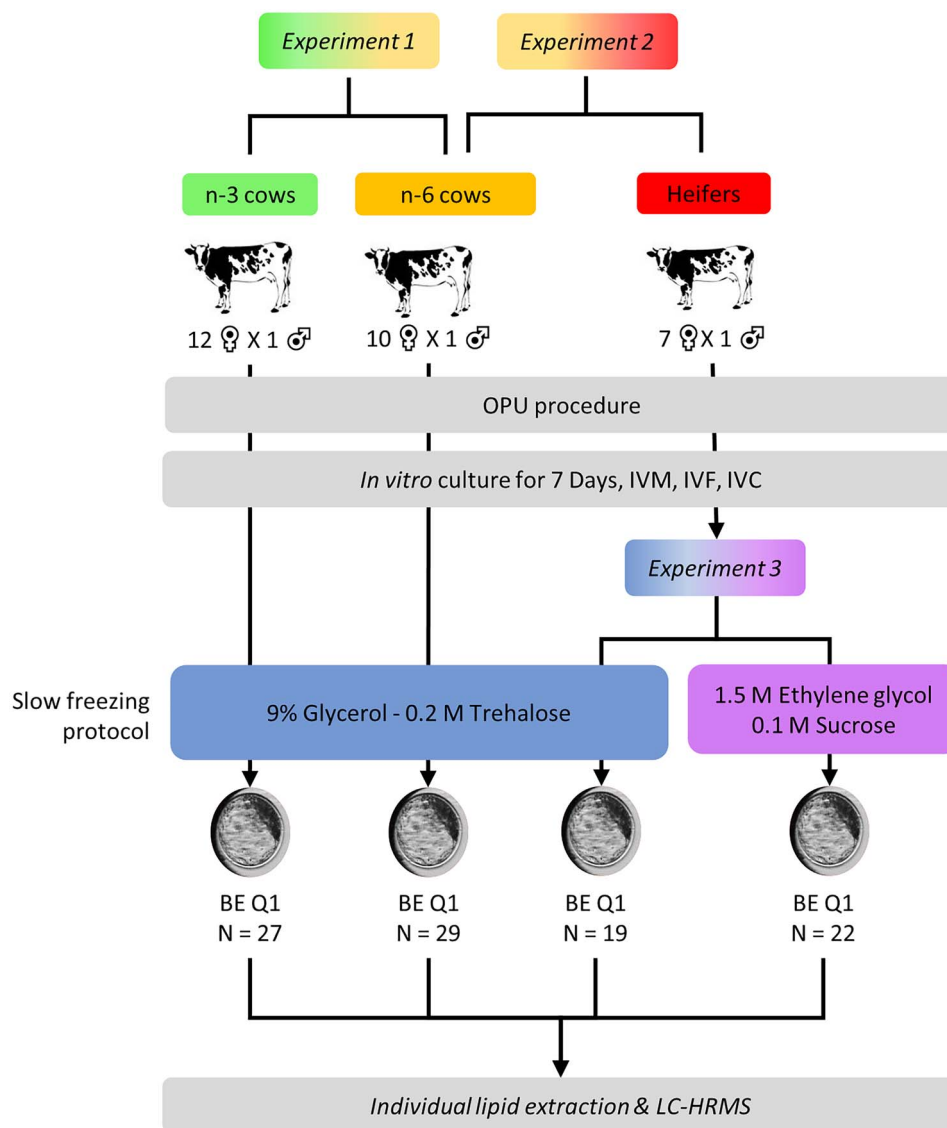 Experiment 1
Experiment 2
n-3 cows
n-6 cows
Heifers
12 ♀ X 1 ♂
10 ♀ X 1 ♂
7 ♀ X 1 ♂
OPU procedure
In vitro culture for 7 Days, IVM, IVF, IVC
Experiment 3
Slow freezing
protocol
9% Glycerol - 0.2 M Trehalose
1.5 M Ethylene glycol
0.1 M Sucrose
BE Q1
N = 27
BE Q1
N = 29
BE Q1
N = 19
BE Q1
N = 22
Individual lipid extraction & LC-HRMS